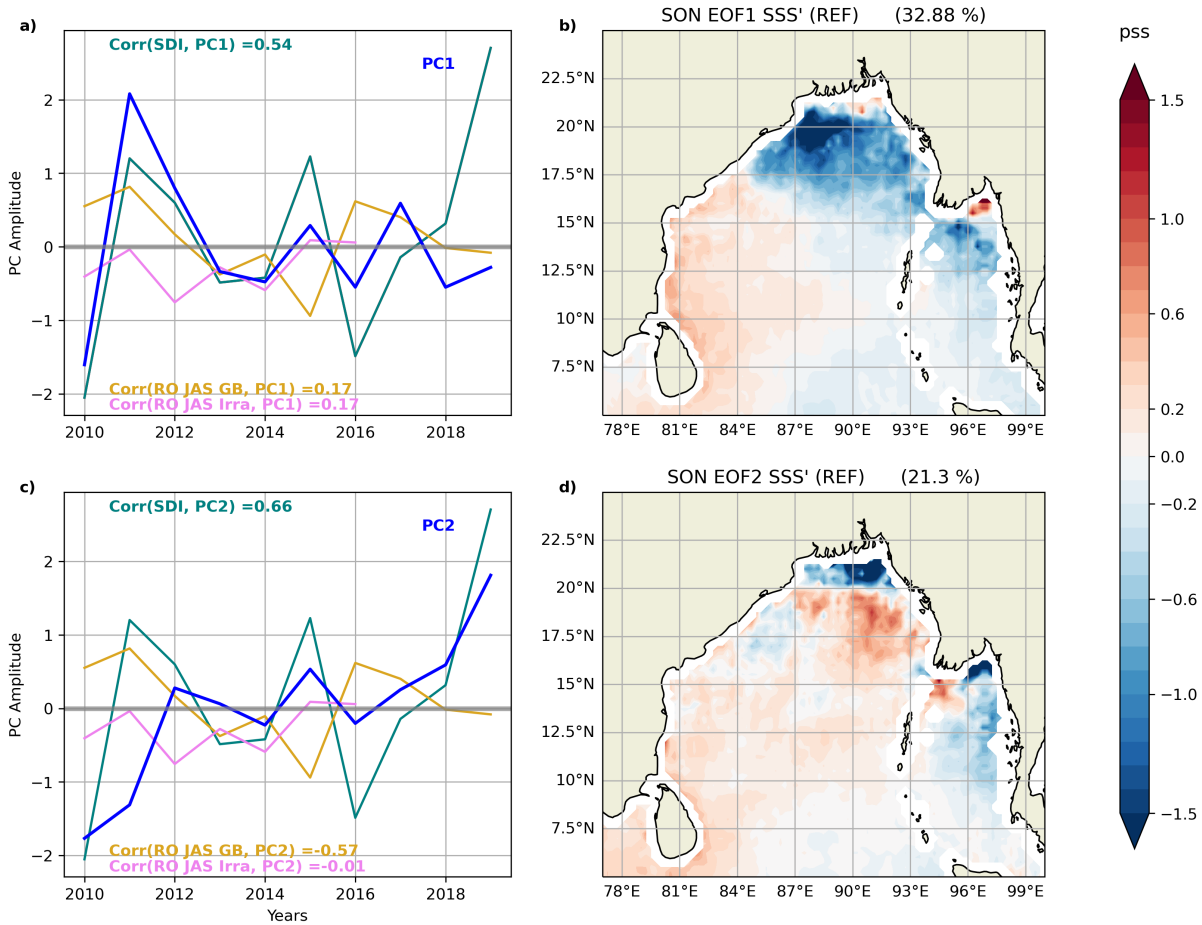 a)
Corr(SDI, PC1) =0.54
PC1
2
1
0
−1
−2
PC Amplitude
Corr(RO JAS GB, PC1) =0.17
Corr(RO JAS Irra, PC1) =0.17
2010 2012 2014 2016 2018
b)
SON EOF1 SSS' (REF) (32.88 %)
22.5°N
20°N
17.5°N
15°N
12.5°N
10°N
7.5°N
78°E 81°E 84°E 87°E 90°E 93°E 96°E 99°E
pss
1.5
1.0
0.6
0.2
0.0
−0.2
−0.6
−1.0
−1.5
c)
Corr(SDI, PC2) =0.66
PC2
2
1
0
−1
−2
PC Amplitude
Corr(RO JAS GB, PC2) =-0.57
Corr(RO JAS Irra, PC2) =-0.01
2010 2012 2014 2016 2018
Years
d)
SON EOF2 SSS' (REF) (21.3 %)
22.5°N
20°N
17.5°N
15°N
12.5°N
10°N
7.5°N
78°E 81°E 84°E 87°E 90°E 93°E 96°E 99°E